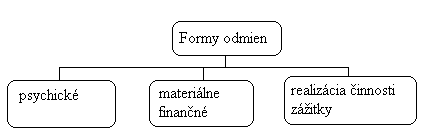 Formy odmien
psychické
materiálne
finančné
realizácia činnosti
zážitky